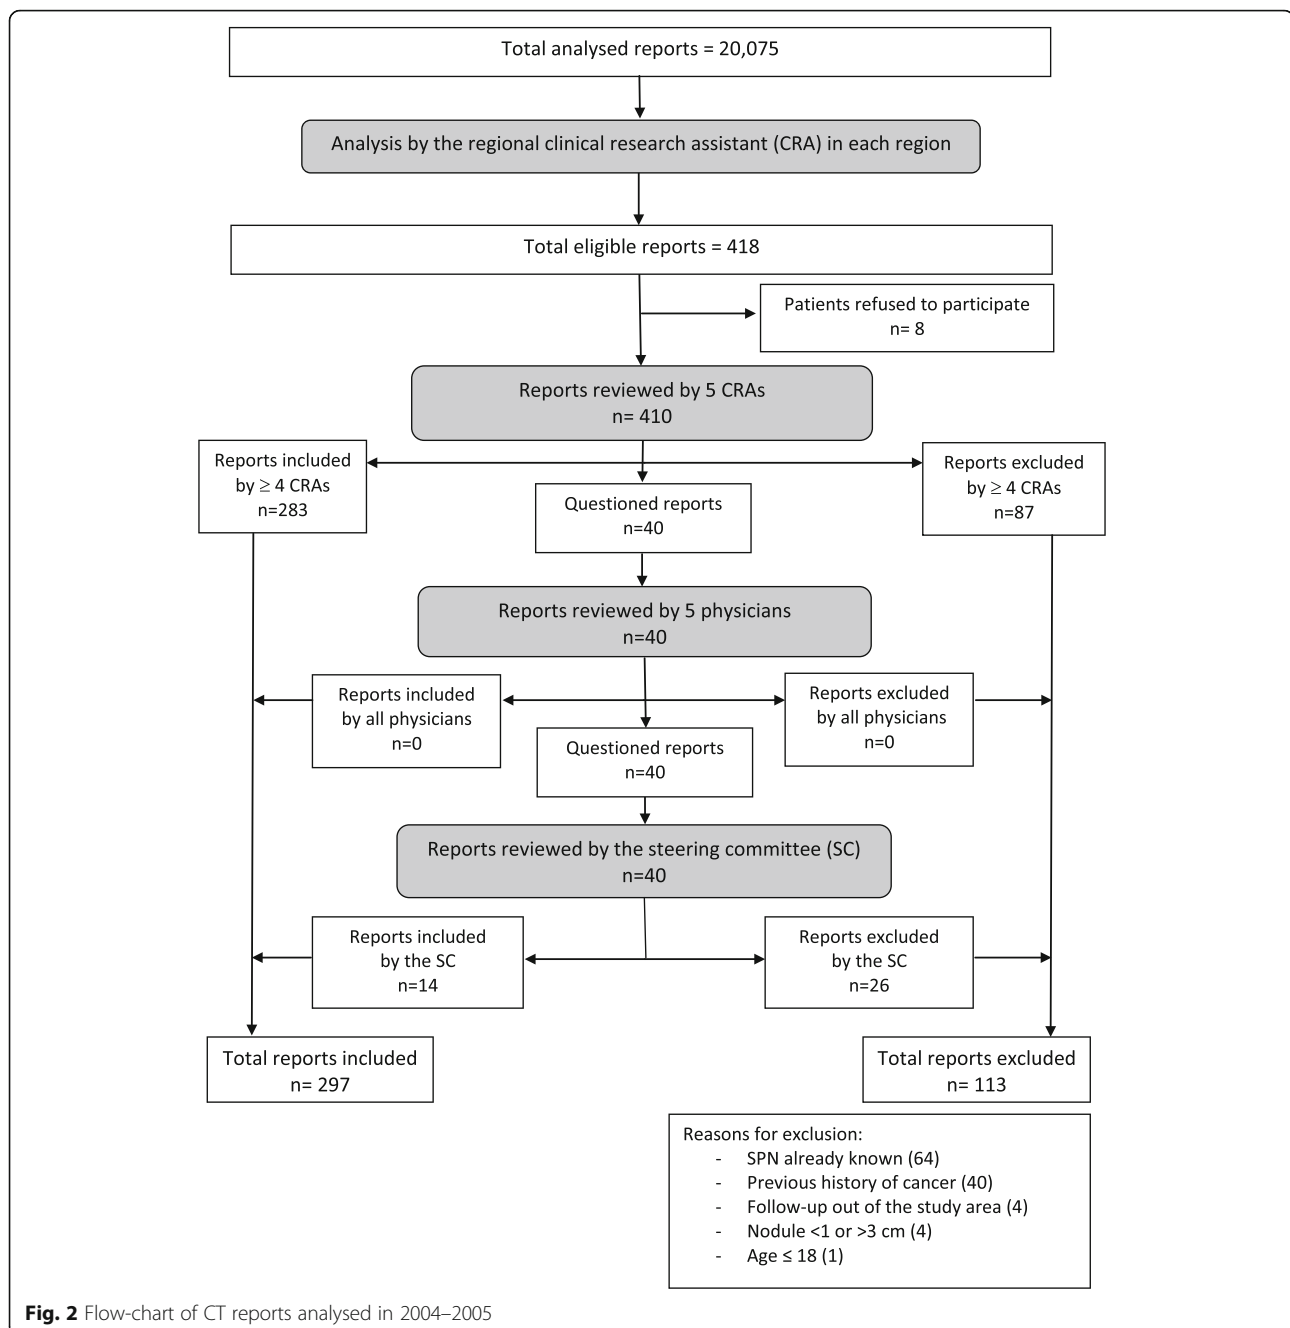 Total analysed reports = 20,075
Analysis by the regional clinical research assistant (CRA) in each region
Total eligible reports = 418
Patients refused to participate
n= 8
Reports reviewed by 5 CRAs
n= 410
Reports included
by ≥ 4 CRAs
n=283
Questioned reports
n=40
Reports excluded
by ≥ 4 CRAs
n=87
Reports reviewed by 5 physicians
n=40
Reports included
by all physicians
n=0
Reports excluded
by all physicians
n=0
Questioned reports
n=40
Reports reviewed by the steering committee (SC)
n=40
Reports included
by the SC
n=14
Reports excluded
by the SC
n=26
Total reports included
n= 297
Total reports excluded
n= 113
Reasons for exclusion:
- SPN already known (64)
- Previous history of cancer (40)
- Follow-up out of the study area (4)
- Nodule <1 or >3 cm (4)
- Age ≤ 18 (1)
Fig. 2 Flow-chart of CT reports analysed in 2004–2005